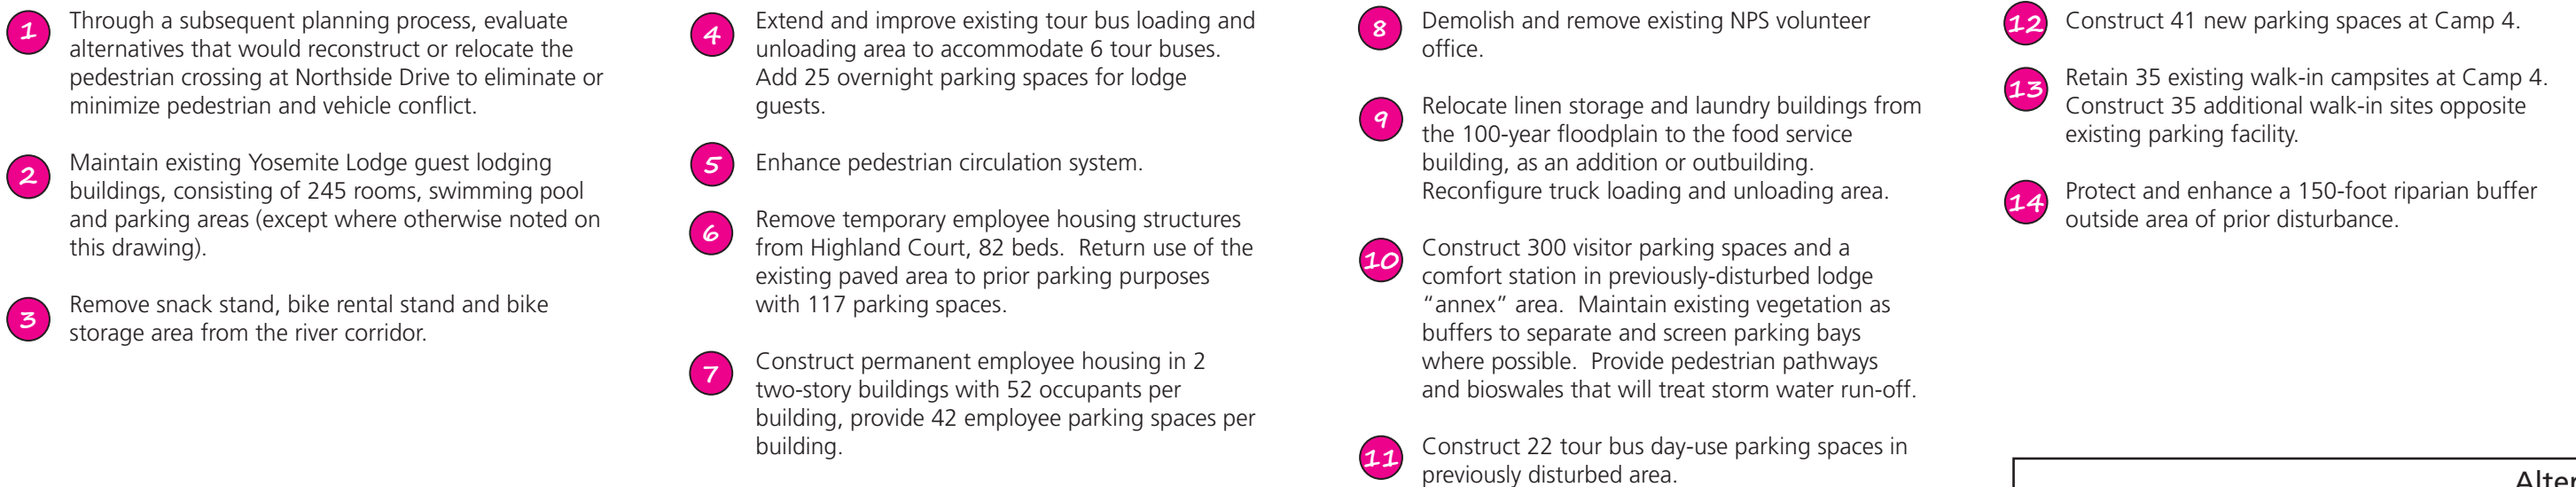 1
Through a subsequent planning process, evaluate
alternatives that would reconstruct or relocate the
pedestrian crossing at Northside Drive to eliminate or
minimize pedestrian and vehicle conflict.
2
Maintain existing Yosemite Lodge guest lodging
buildings, consisting of 245 rooms, swimming pool
and parking areas (except where otherwise noted on
this drawing).
3
Remove snack stand, bike rental stand and bike
storage area from the river corridor.
4
Extend and improve existing tour bus loading and
unloading area to accommodate 6 tour buses.
Add 25 overnight parking spaces for lodge
guests.
5
Enhance pedestrian circulation system.
6
Remove temporary employee housing structures
from Highland Court, 82 beds.  Return use of the
existing paved area to prior parking purposes
with 117 parking spaces.
7
Construct permanent employee housing in 2
two-story buildings with 52 occupants per
building, provide 42 employee parking spaces per
building.
8
Demolish and remove existing NPS volunteer
office.
9
Relocate linen storage and laundry buildings from
the 100-year floodplain to the food service
building, as an addition or outbuilding.
Reconfigure truck loading and unloading area.
10
Construct 300 visitor parking spaces and a
comfort station in previously-disturbed lodge
“annex” area.  Maintain existing vegetation as
buffers to separate and screen parking bays
where possible.  Provide pedestrian pathways
and bioswales that will treat storm water run-off.
11
Construct 22 tour bus day-use parking spaces in
previously disturbed area.
12
Construct 41 new parking spaces at Camp 4.
13
Retain 35 existing walk-in campsites at Camp 4.
Construct 35 additional walk-in sites opposite
existing parking facility.
14
Protect and enhance a 150-foot riparian buffer
outside area of prior disturbance.